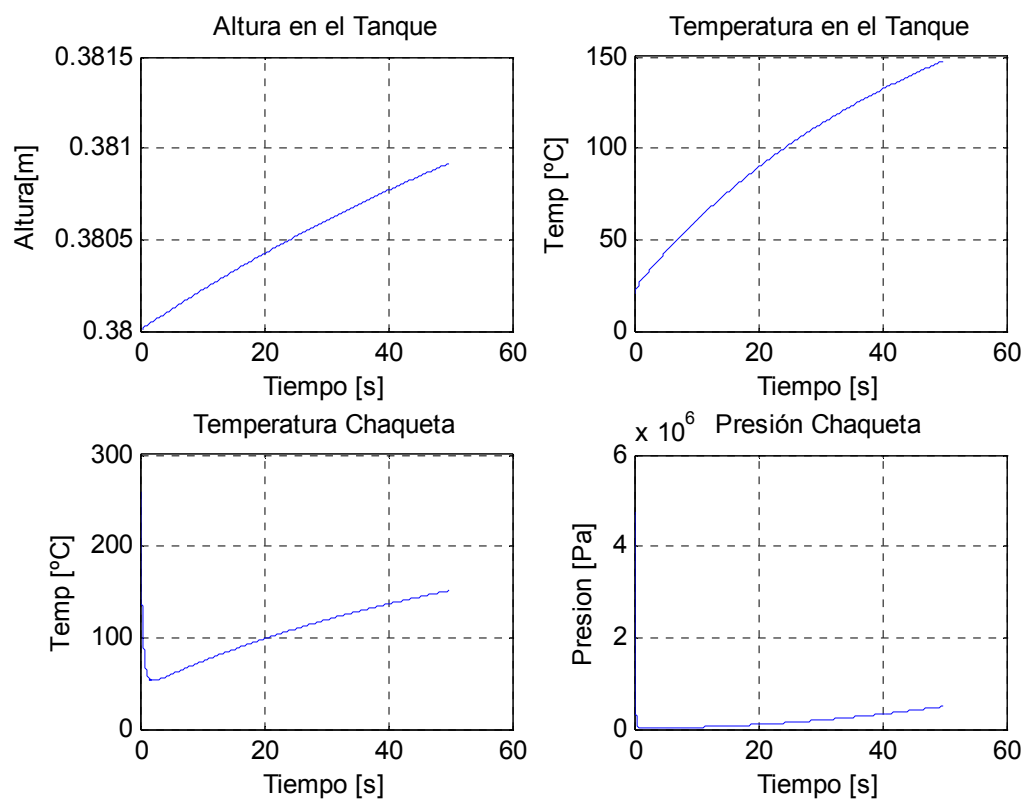 Altura en el Tanque
0.3815
0.381
0.3805
0.38
Altura[m]
0 20 40 60
Tiempo [s]
Temperatura en el Tanque
150
100
50
0
Temp [ºC]
0 20 40 60
Tiempo [s]
Temperatura Chaqueta
300
200
100
0
Temp [ºC]
0 20 40 60
Tiempo [s]
x 10^6 Presión Chaqueta
6
4
2
0
Presion [Pa]
0 20 40 60
Tiempo [s]